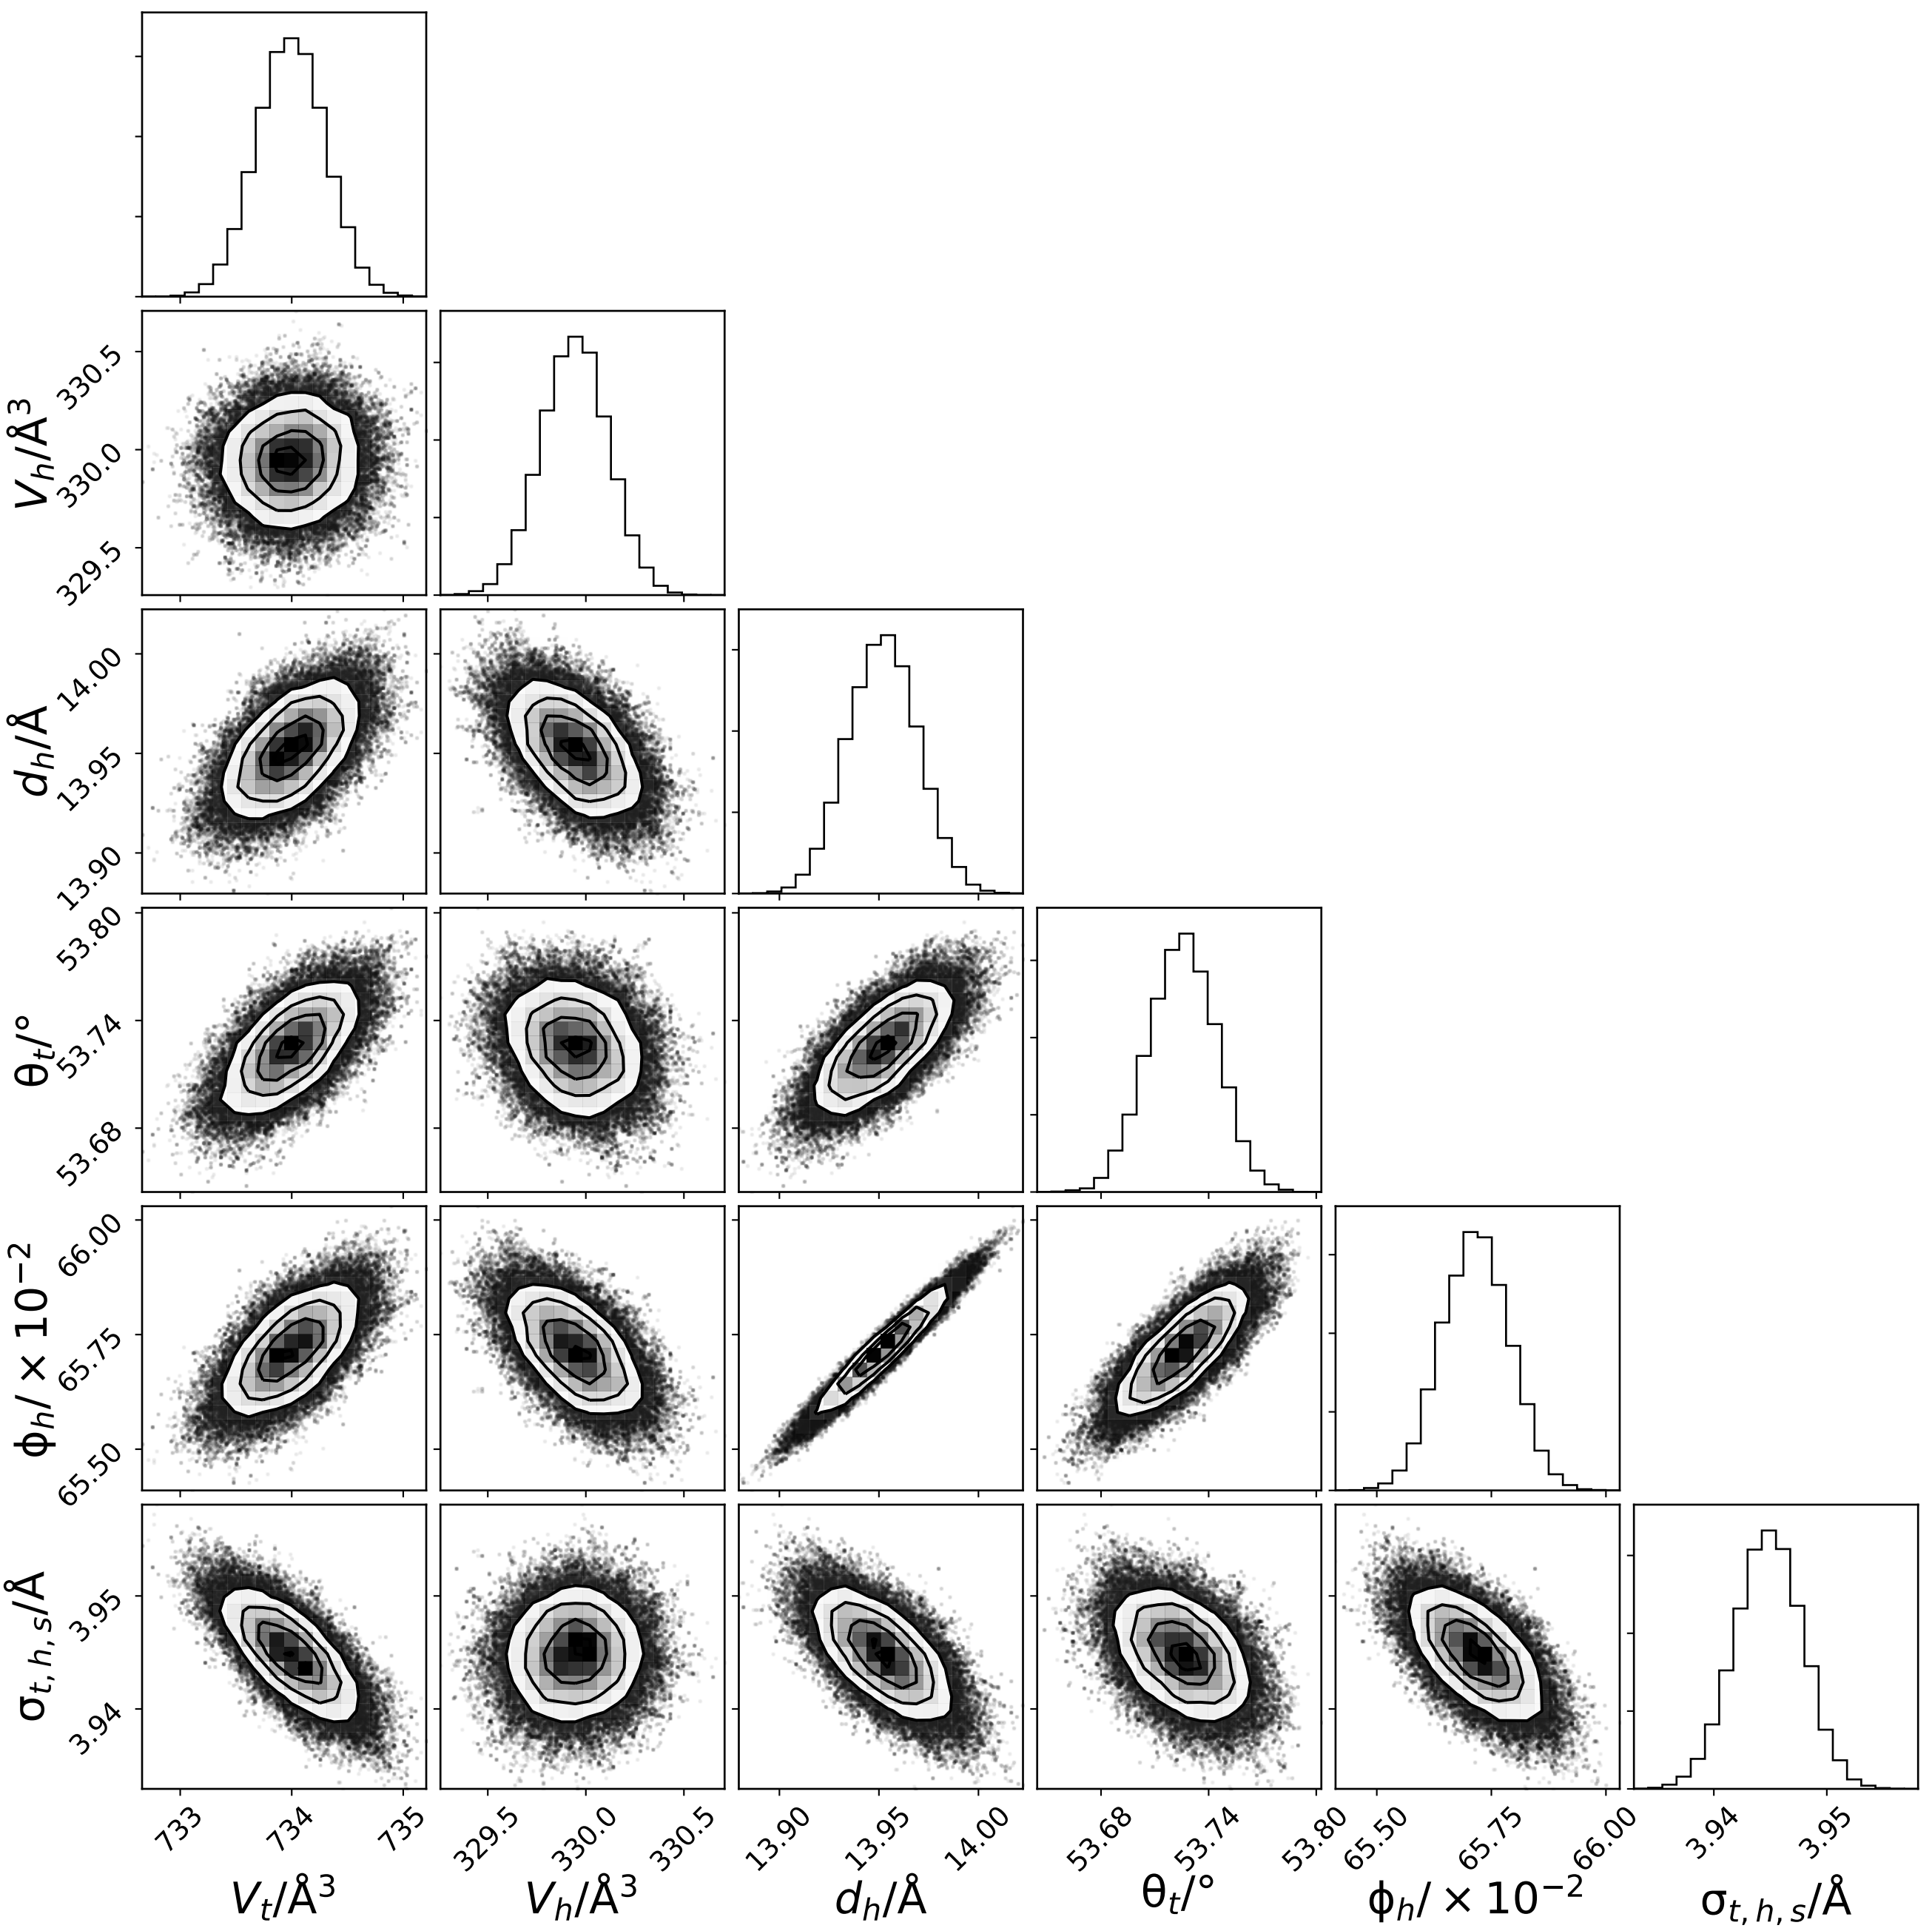 330.5
330.0
329.5
V_h/Å^3
14.00
13.95
13.90
d_h/Å
53.80
53.74
53.68
θ_t/°
66.00
65.75
65.50
ϕ_h/ × 10^−2
3.95
3.94
σ_t, h, s/Å
733 734 735 329.5 330.0 330.5 13.90 13.95 14.00 53.68 53.74 53.80 65.50 65.75 66.00 3.94 3.95
V_t/Å^3 V_h/Å^3 d_h/Å θ_t/° ϕ_h/ × 10^−2 σ_t, h, s/Å